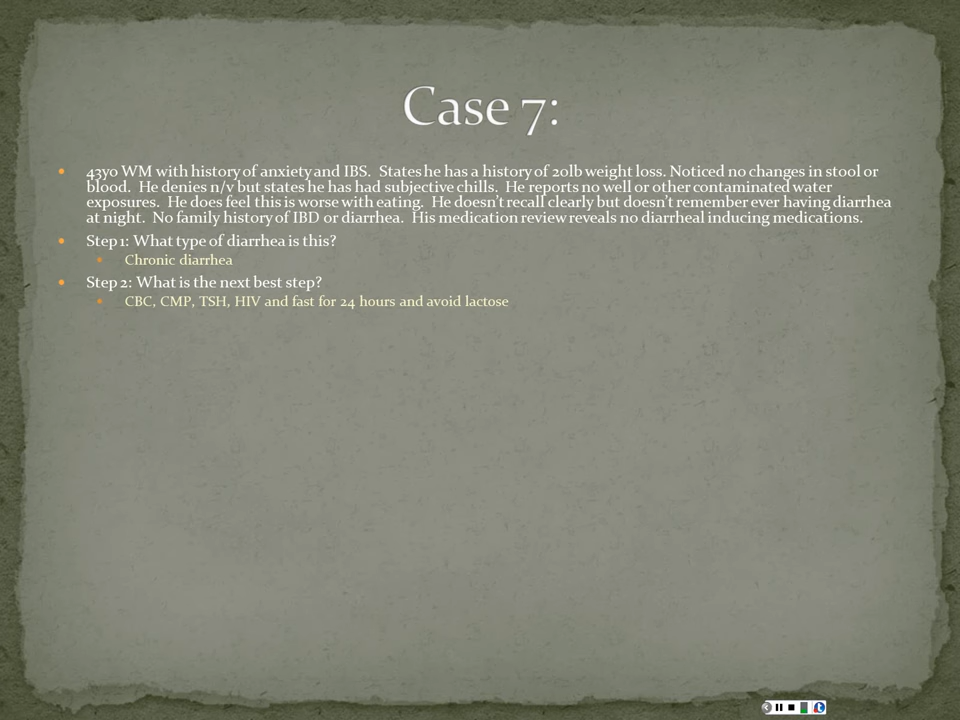 Case 7:
43yo WM with history of anxiety and IBS. States he has a history of 20lb weight loss. Noticed no changes in stool or
blood. He denies n/v but states he has had subjective chills. He reports no well or other contaminated water
exposures. He does feel this is worse with eating. He doesn't recall clearly but doesn't remember ever having diarrhea
at night. No family history of IBD or diarrhea. His medication review reveals no diarrheal inducing medications.
Step 1: What type of diarrhea is this?
Chronic diarrhea
Step 2: What is the next best step?
CBC, CMP, TSH, HIV and fast for 24 hours and avoid lactose